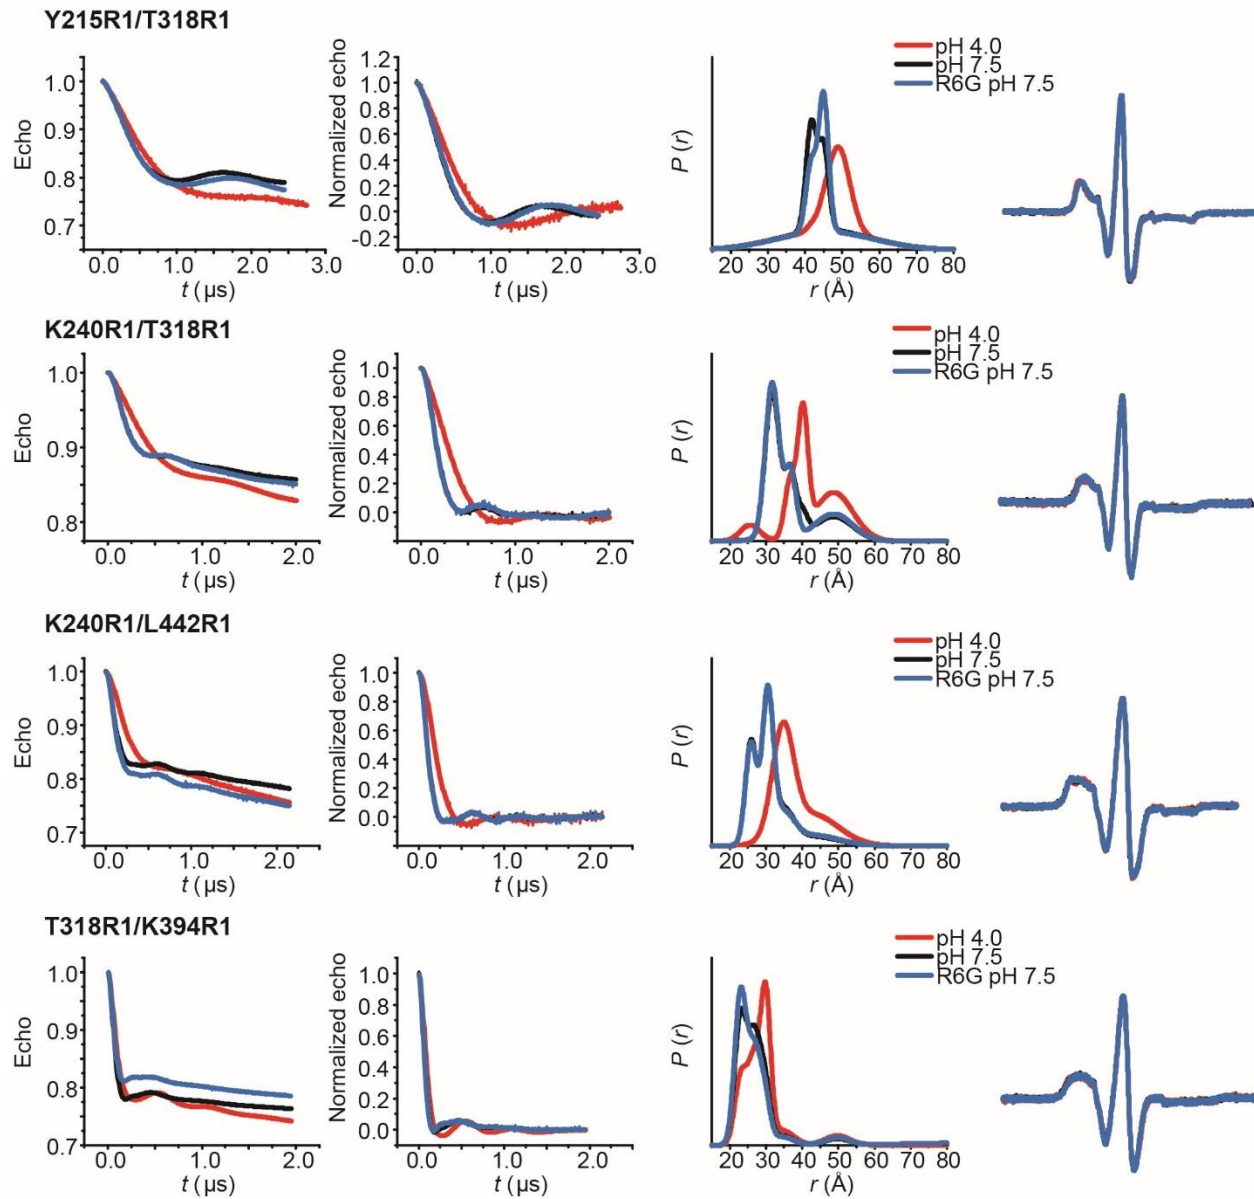 Y215R1/T318R1
Echo
1.0
0.9
0.8
0.7
0.0 1.0 2.0 3.0
t (µs)
Normalized echo
1.2
1.0
0.8
0.6
0.4
0.2
0.0
-0.2
0.0 1.0 2.0 3.0
t (µs)
P (r)
20 30 40 50 60 70 80
r (Å)
pH 4.0
pH 7.5
R6G pH 7.5
K240R1/T318R1
Echo
1.0
0.9
0.8
0.0 1.0 2.0
t (µs)
Normalized echo
1.0
0.8
0.6
0.4
0.2
0.0
0.0 1.0 2.0
t (µs)
P (r)
20 30 40 50 60 70 80
r (Å)
pH 4.0
pH 7.5
R6G pH 7.5
K240R1/L442R1
Echo
1.0
0.9
0.8
0.7
0.0 1.0 2.0
t (µs)
Normalized echo
1.0
0.8
0.6
0.4
0.2
0.0
0.0 1.0 2.0
t (µs)
P (r)
20 30 40 50 60 70 80
r (Å)
pH 4.0
pH 7.5
R6G pH 7.5
T318R1/K394R1
Echo
1.0
0.9
0.8
0.7
0.0 1.0 2.0
t (µs)
Normalized echo
1.0
0.8
0.6
0.4
0.2
0.0
0.0 1.0 2.0
t (µs)
P (r)
20 30 40 50 60 70 80
r (Å)
pH 4.0
pH 7.5
R6G pH 7.5